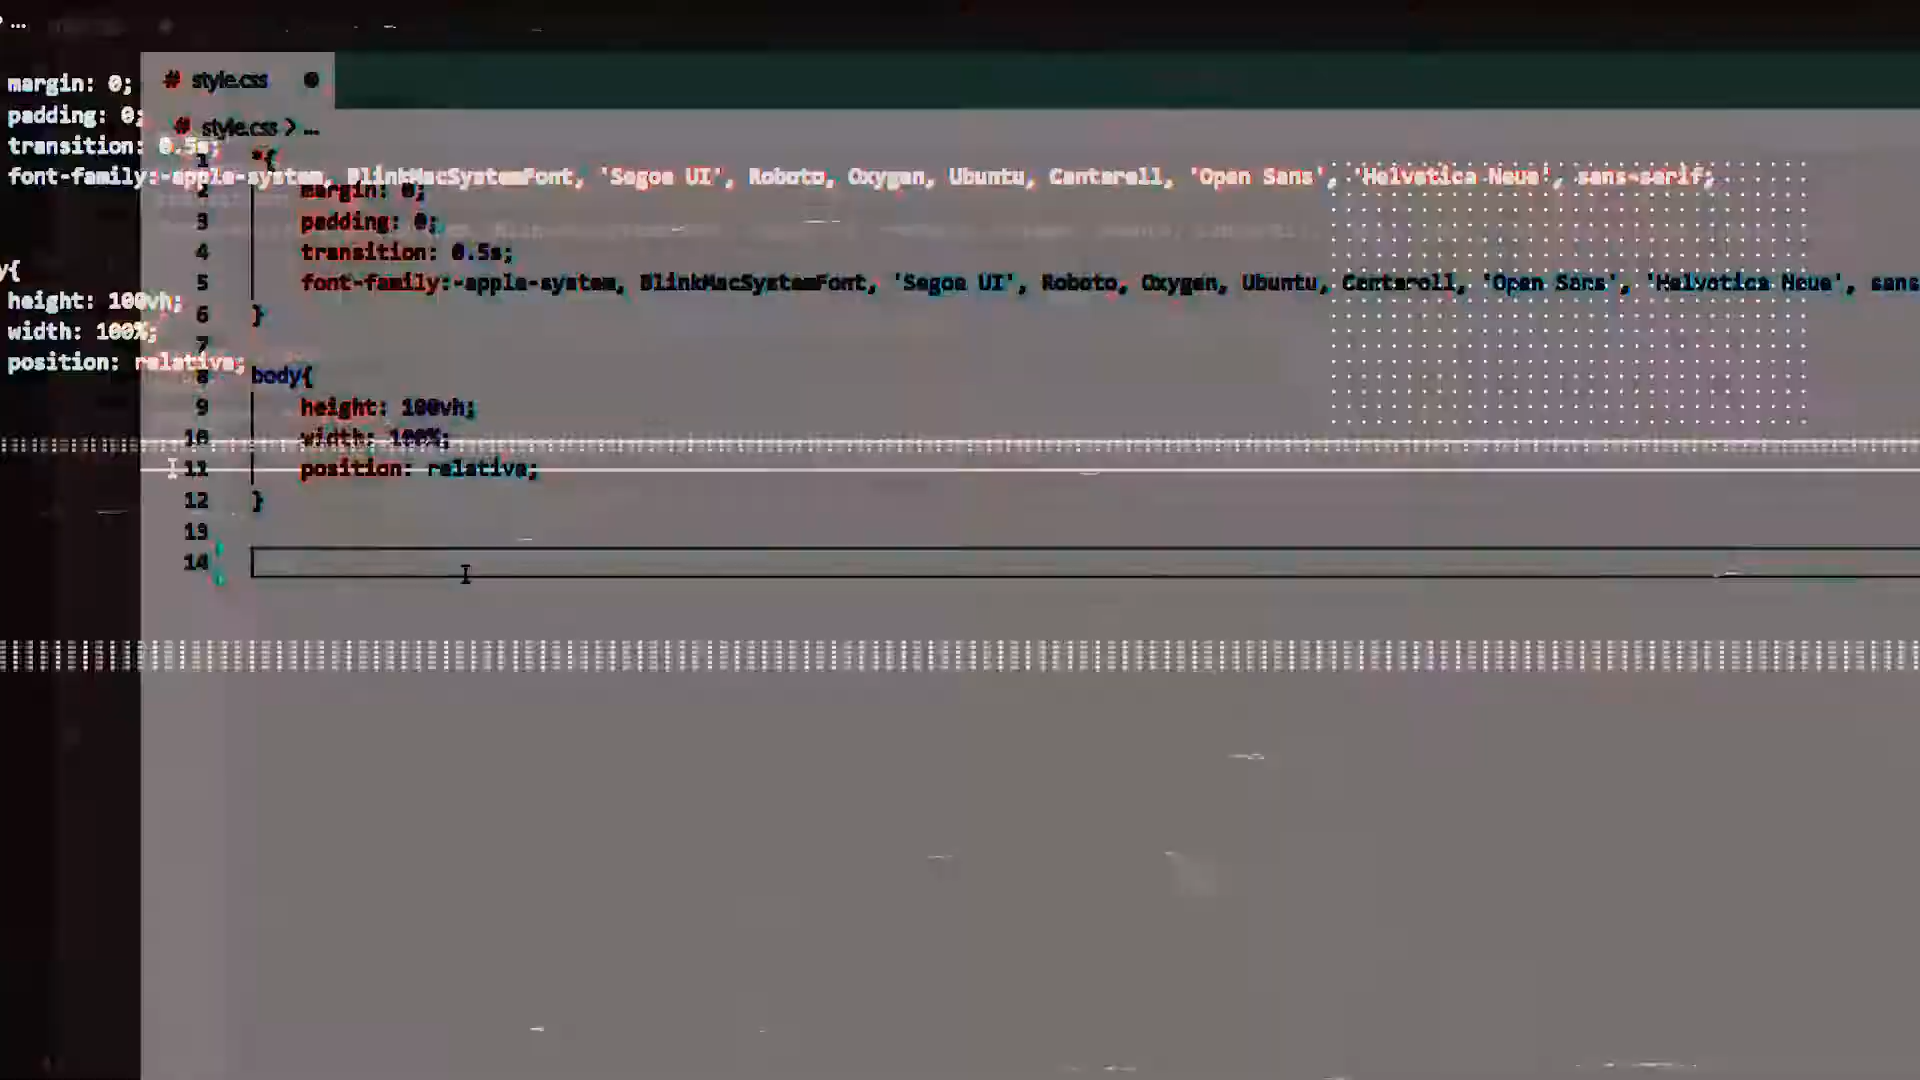 ...
margin: 0;
padding: 0;
transition: 0.5s;
font-family:-apple-system, BlinkMacSystemFont, 'Segoe UI', Roboto, Oxygen, Ubuntu, Cantarell, 'Open Sans', 'Helvetica Neue', sans-serif;
y{
height: 100vh;
width: 100%;
position: relative;
# style.css
# style.css > ...
1 *{
2 margin: 0;
3 padding: 0;
4 transition: 0.5s;
5 font-family:-apple-system, BlinkMacSystemFont, 'Segoe UI', Roboto, Oxygen, Ubuntu, Cantarell, 'Open Sans', 'Helvetica Neue', sans
6 }
7
8 body{
9 height: 100vh;
10 width: 100%;
11 position: relative;
12 }
13
14